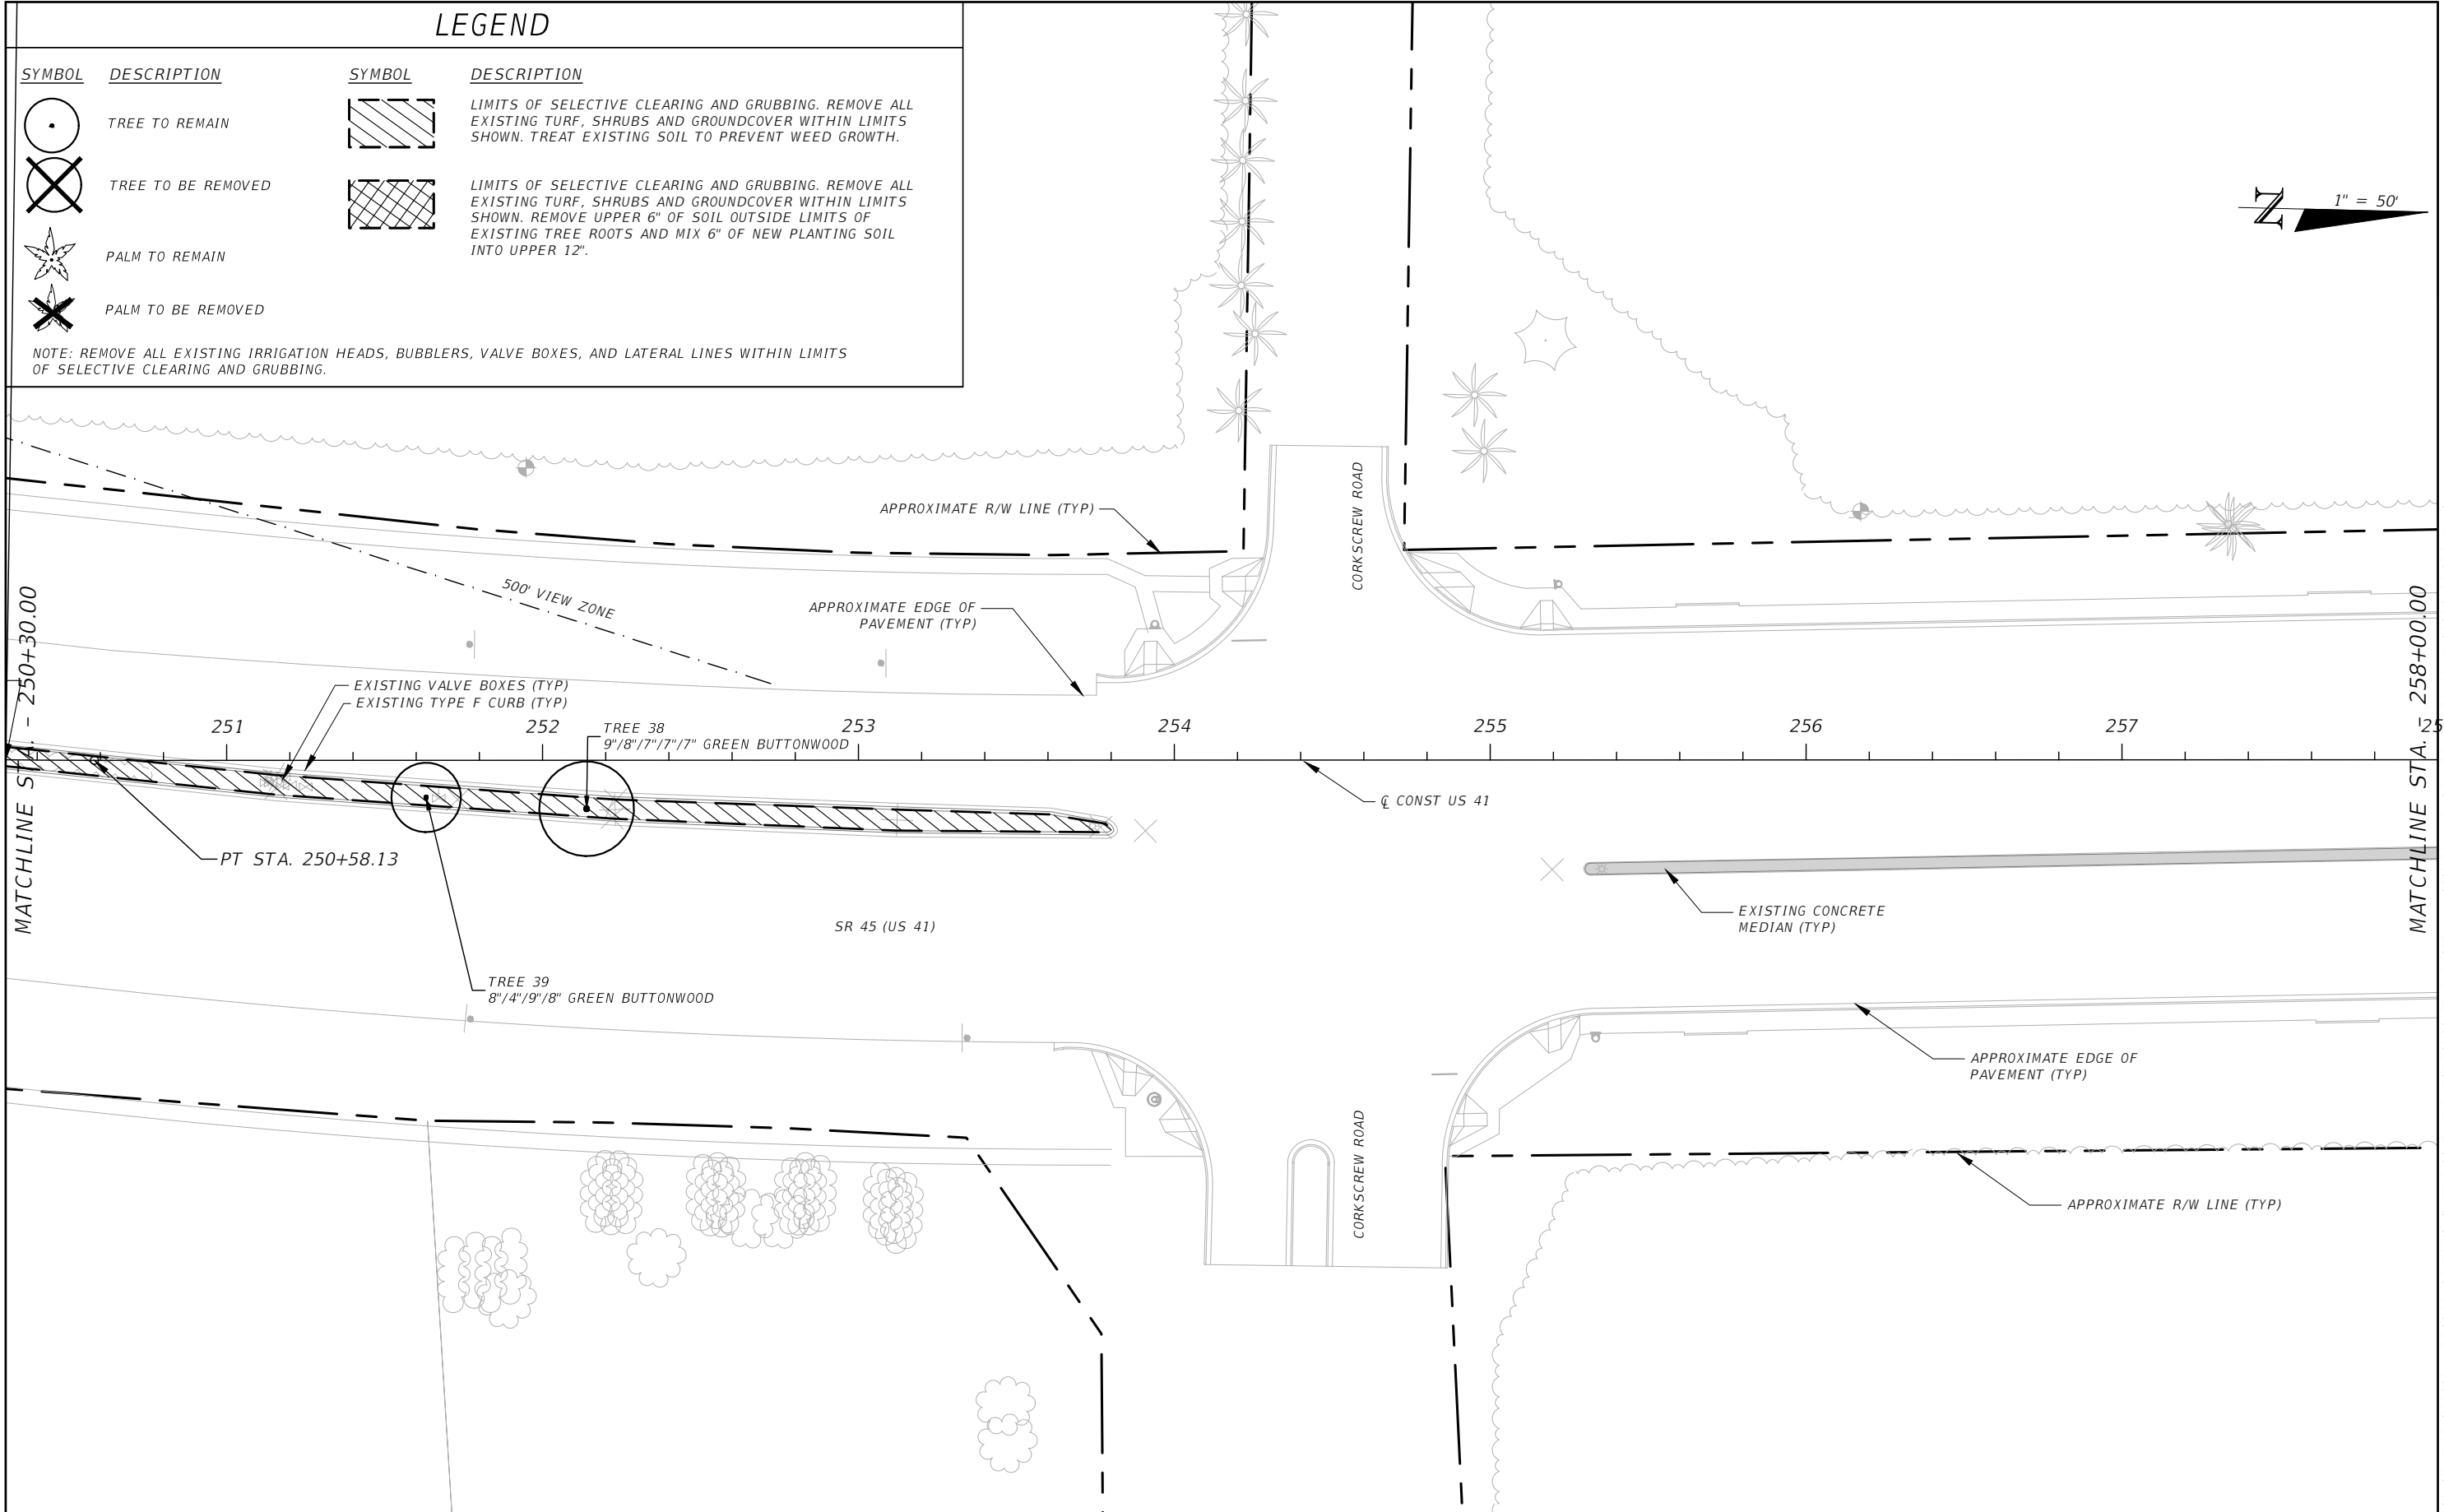 LEGEND
SYMBOL DESCRIPTION SYMBOL DESCRIPTION
TREE TO REMAIN
TREE TO BE REMOVED
PALM TO REMAIN
PALM TO BE REMOVED
LIMITS OF SELECTIVE CLEARING AND GRUBBING. REMOVE ALL
EXISTING TURF, SHRUBS AND GROUNDCOVER WITHIN LIMITS
SHOWN. TREAT EXISTING SOIL TO PREVENT WEED GROWTH.
LIMITS OF SELECTIVE CLEARING AND GRUBBING. REMOVE ALL
EXISTING TURF, SHRUBS AND GROUNDCOVER WITHIN LIMITS
SHOWN. REMOVE UPPER 6" OF SOIL OUTSIDE LIMITS OF
EXISTING TREE ROOTS AND MIX 6" OF NEW PLANTING SOIL
INTO UPPER 12".
NOTE: REMOVE ALL EXISTING IRRIGATION HEADS, BUBBLERS, VALVE BOXES, AND LATERAL LINES WITHIN LIMITS
OF SELECTIVE CLEARING AND GRUBBING.
N
1" = 50'
APPROXIMATE R/W LINE (TYP)
CORKSCREW ROAD
500' VIEW ZONE
APPROXIMATE EDGE OF
PAVEMENT (TYP)
EXISTING VALVE BOXES (TYP)
EXISTING TYPE F CURB (TYP)
251 252 253 254 255 256 257 25
TREE 38
9"/8"/7"/7"/7" GREEN BUTTONWOOD
MATCHLINE STA. - 250+30.00
MATCHLINE STA. - 258+00.00
℄ CONST US 41
PT STA. 250+58.13
EXISTING CONCRETE
MEDIAN (TYP)
SR 45 (US 41)
TREE 39
8"/4"/9"/8" GREEN BUTTONWOOD
APPROXIMATE EDGE OF
PAVEMENT (TYP)
CORKSCREW ROAD
APPROXIMATE R/W LINE (TYP)